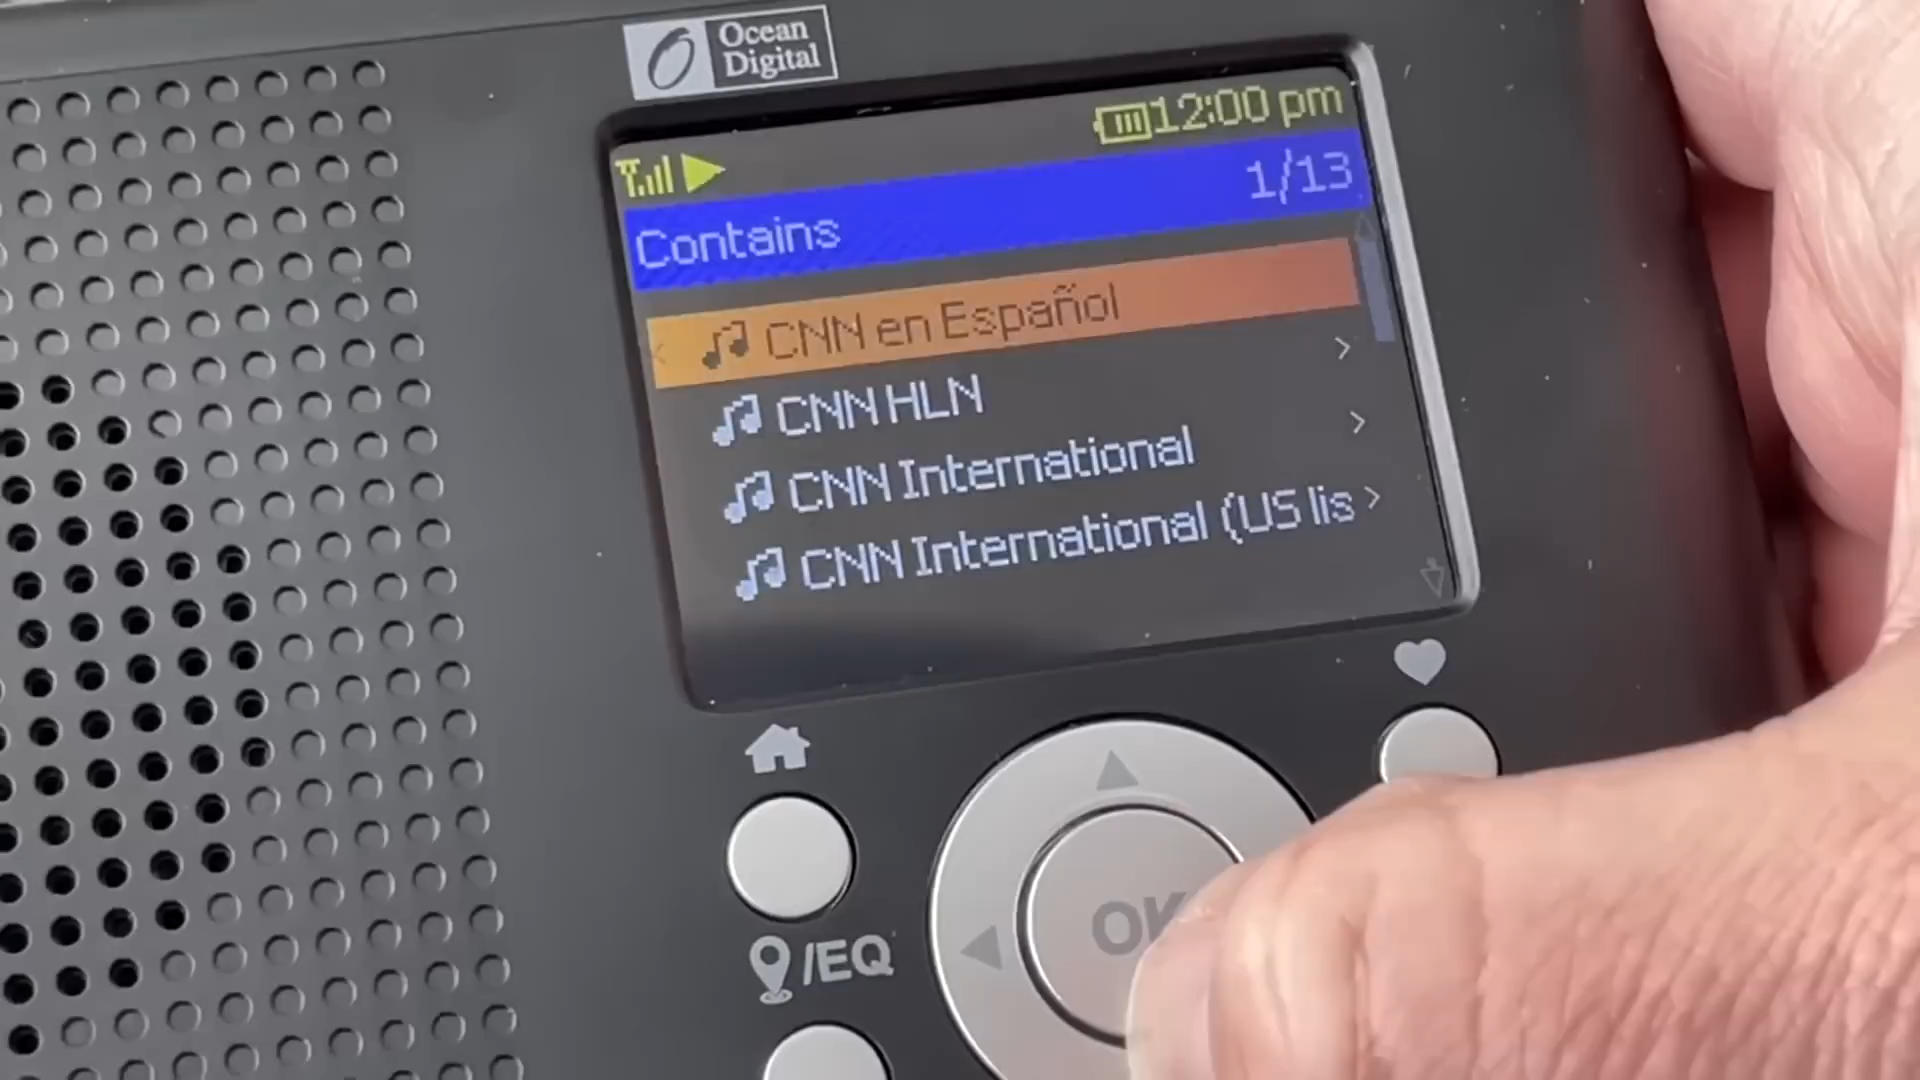 Ocean
Digital
12:00 pm
Contains 1/13
CNN en Español
CNN HLN
CNN International
CNN International (US lis
OK
/EQ